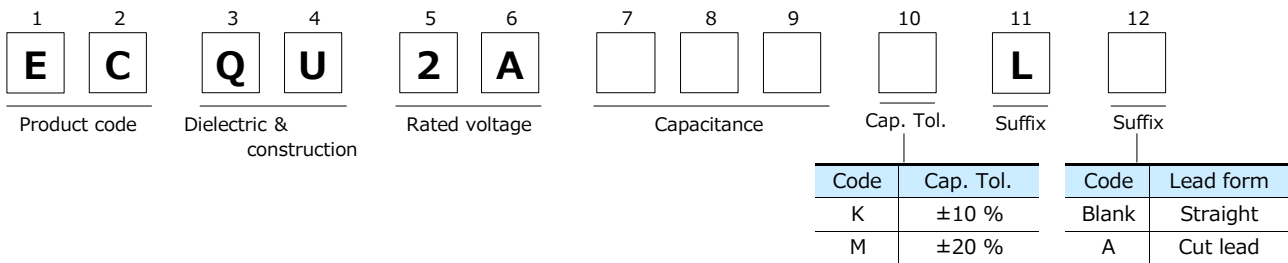 1 2 3 4 5 6 7 8 9 10 11 12
E C Q U 2 A L
Product code Dielectric & construction Rated voltage Capacitance Cap. Tol. Suffix Suffix
Code Cap. Tol. Code Lead form
K ±10 % Blank Straight
M ±20 % A Cut lead